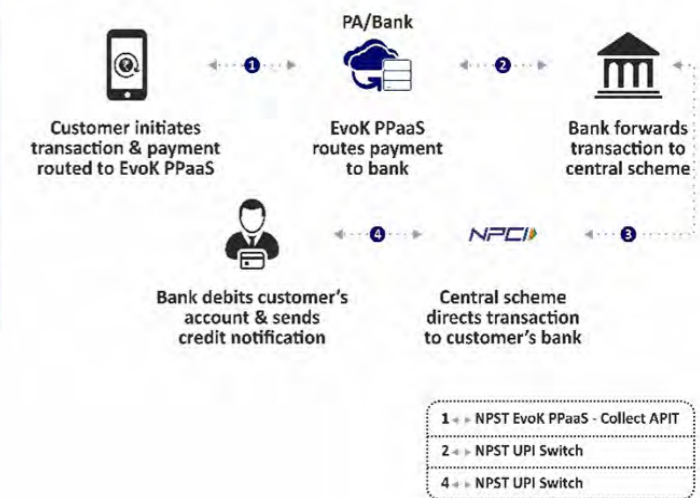 PA/Bank
1
2
Customer initiates
transaction & payment
routed to EvoK PPaaS
EvoK PPaaS
routes payment
to bank
Bank forwards
transaction to
central scheme
4
NPCI
3
Bank debits customer's
account & sends
credit notification
Central scheme
directs transaction
to customer's bank
1 NPST EvoK PPaaS - Collect APIT
2 NPST UPI Switch
4 NPST UPI Switch